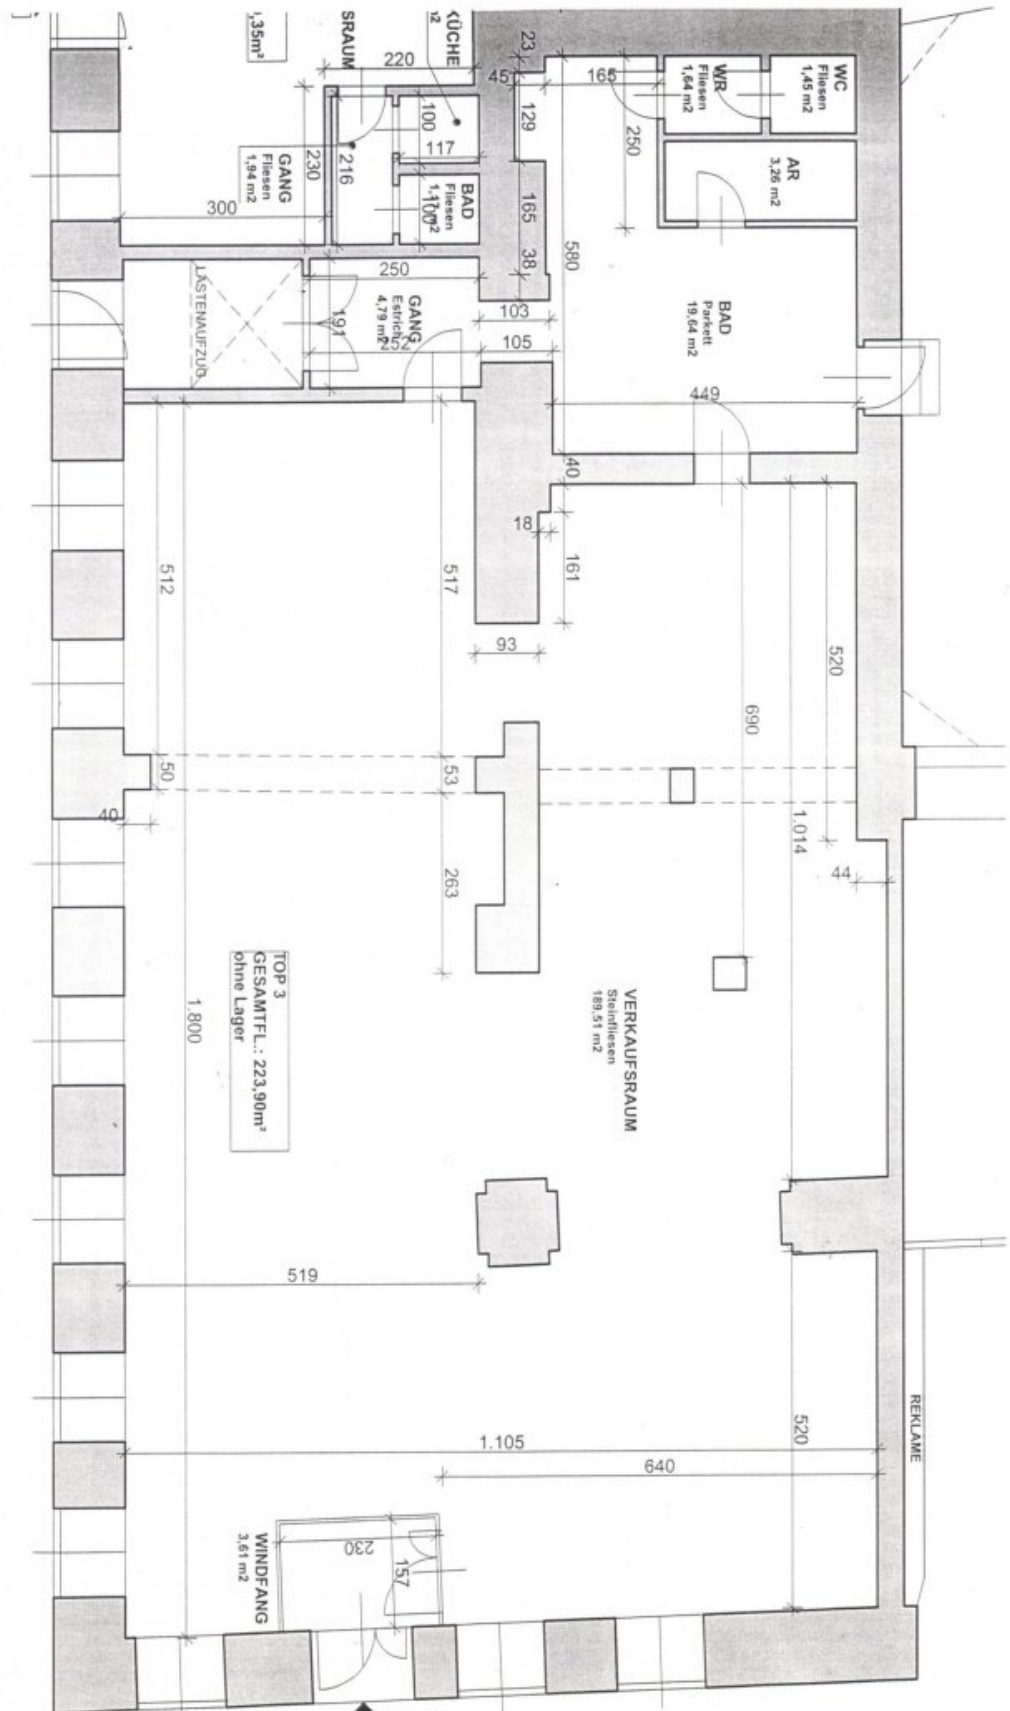 ,35m²
SRAUM
KÜCHE
m2
220
23
45
165
129
250
WR
Fliesen
1,64 m2
WC
Fliesen
1,45 m2
AR
3,26 m2
100
117
GANG
Fliesen
1,94 m2
230
216
BAD
Fliesen
1,17 m2
100
300
165
38
580
250
LASTENAUFZUG
191
GANG
Estrich
4,79 m2
252
103
105
BAD
Parkett
19,64 m2
449
40
18
161
512
517
93
520
690
50
53
40
1.014
44
263
TOP 3
GESAMTFL.: 223,90m²
ohne Lager
1.800
VERKAUFSRAUM
Steinfliesen
189,51 m2
519
REKLAME
520
1.105
640
WINDFANG
3,61 m2
230
157